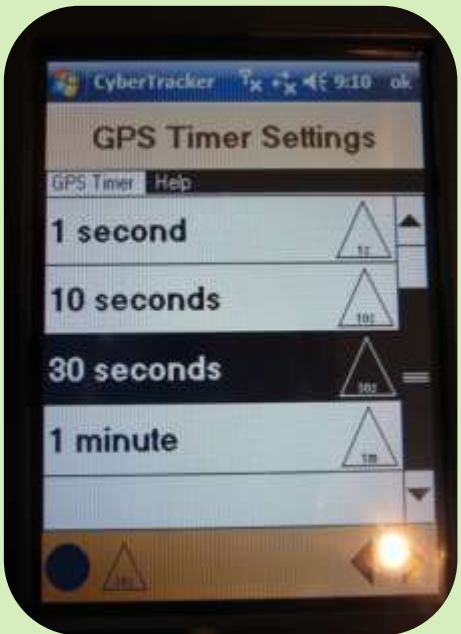 CyberTracker 9:10 ok
GPS Timer Settings
GPS Timer Help
1 second
10 seconds
30 seconds
1 minute